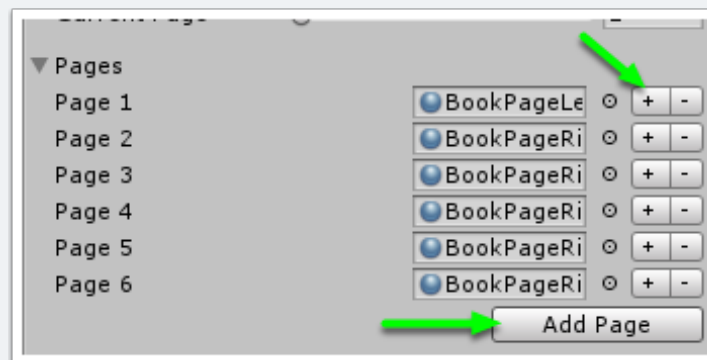 Pages
Page 1 BookPageLe + -
Page 2 BookPageRi + -
Page 3 BookPageRi + -
Page 4 BookPageRi + -
Page 5 BookPageRi + -
Page 6 BookPageRi + -
Add Page